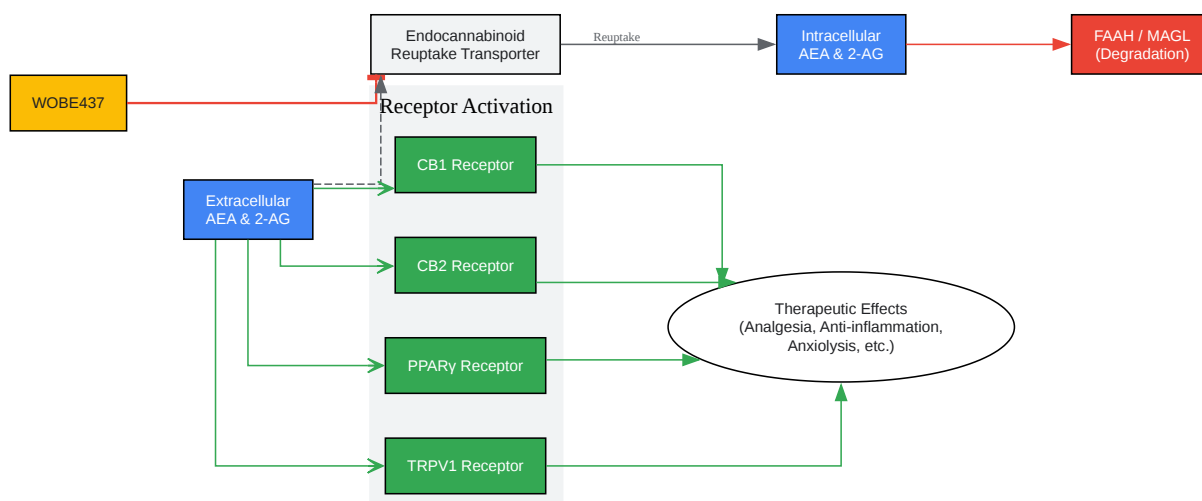 Endocannabinoid
Reuptake Transporter
Reuptake
Intracellular
AEA & 2-AG
FAAH / MAGL
(Degradation)
WOBE437
Receptor Activation
CB1 Receptor
Extracellular
AEA & 2-AG
CB2 Receptor
Therapeutic Effects
(Analgesia, Anti-inflammation,
Anxiolysis, etc.)
PPARγ Receptor
TRPV1 Receptor